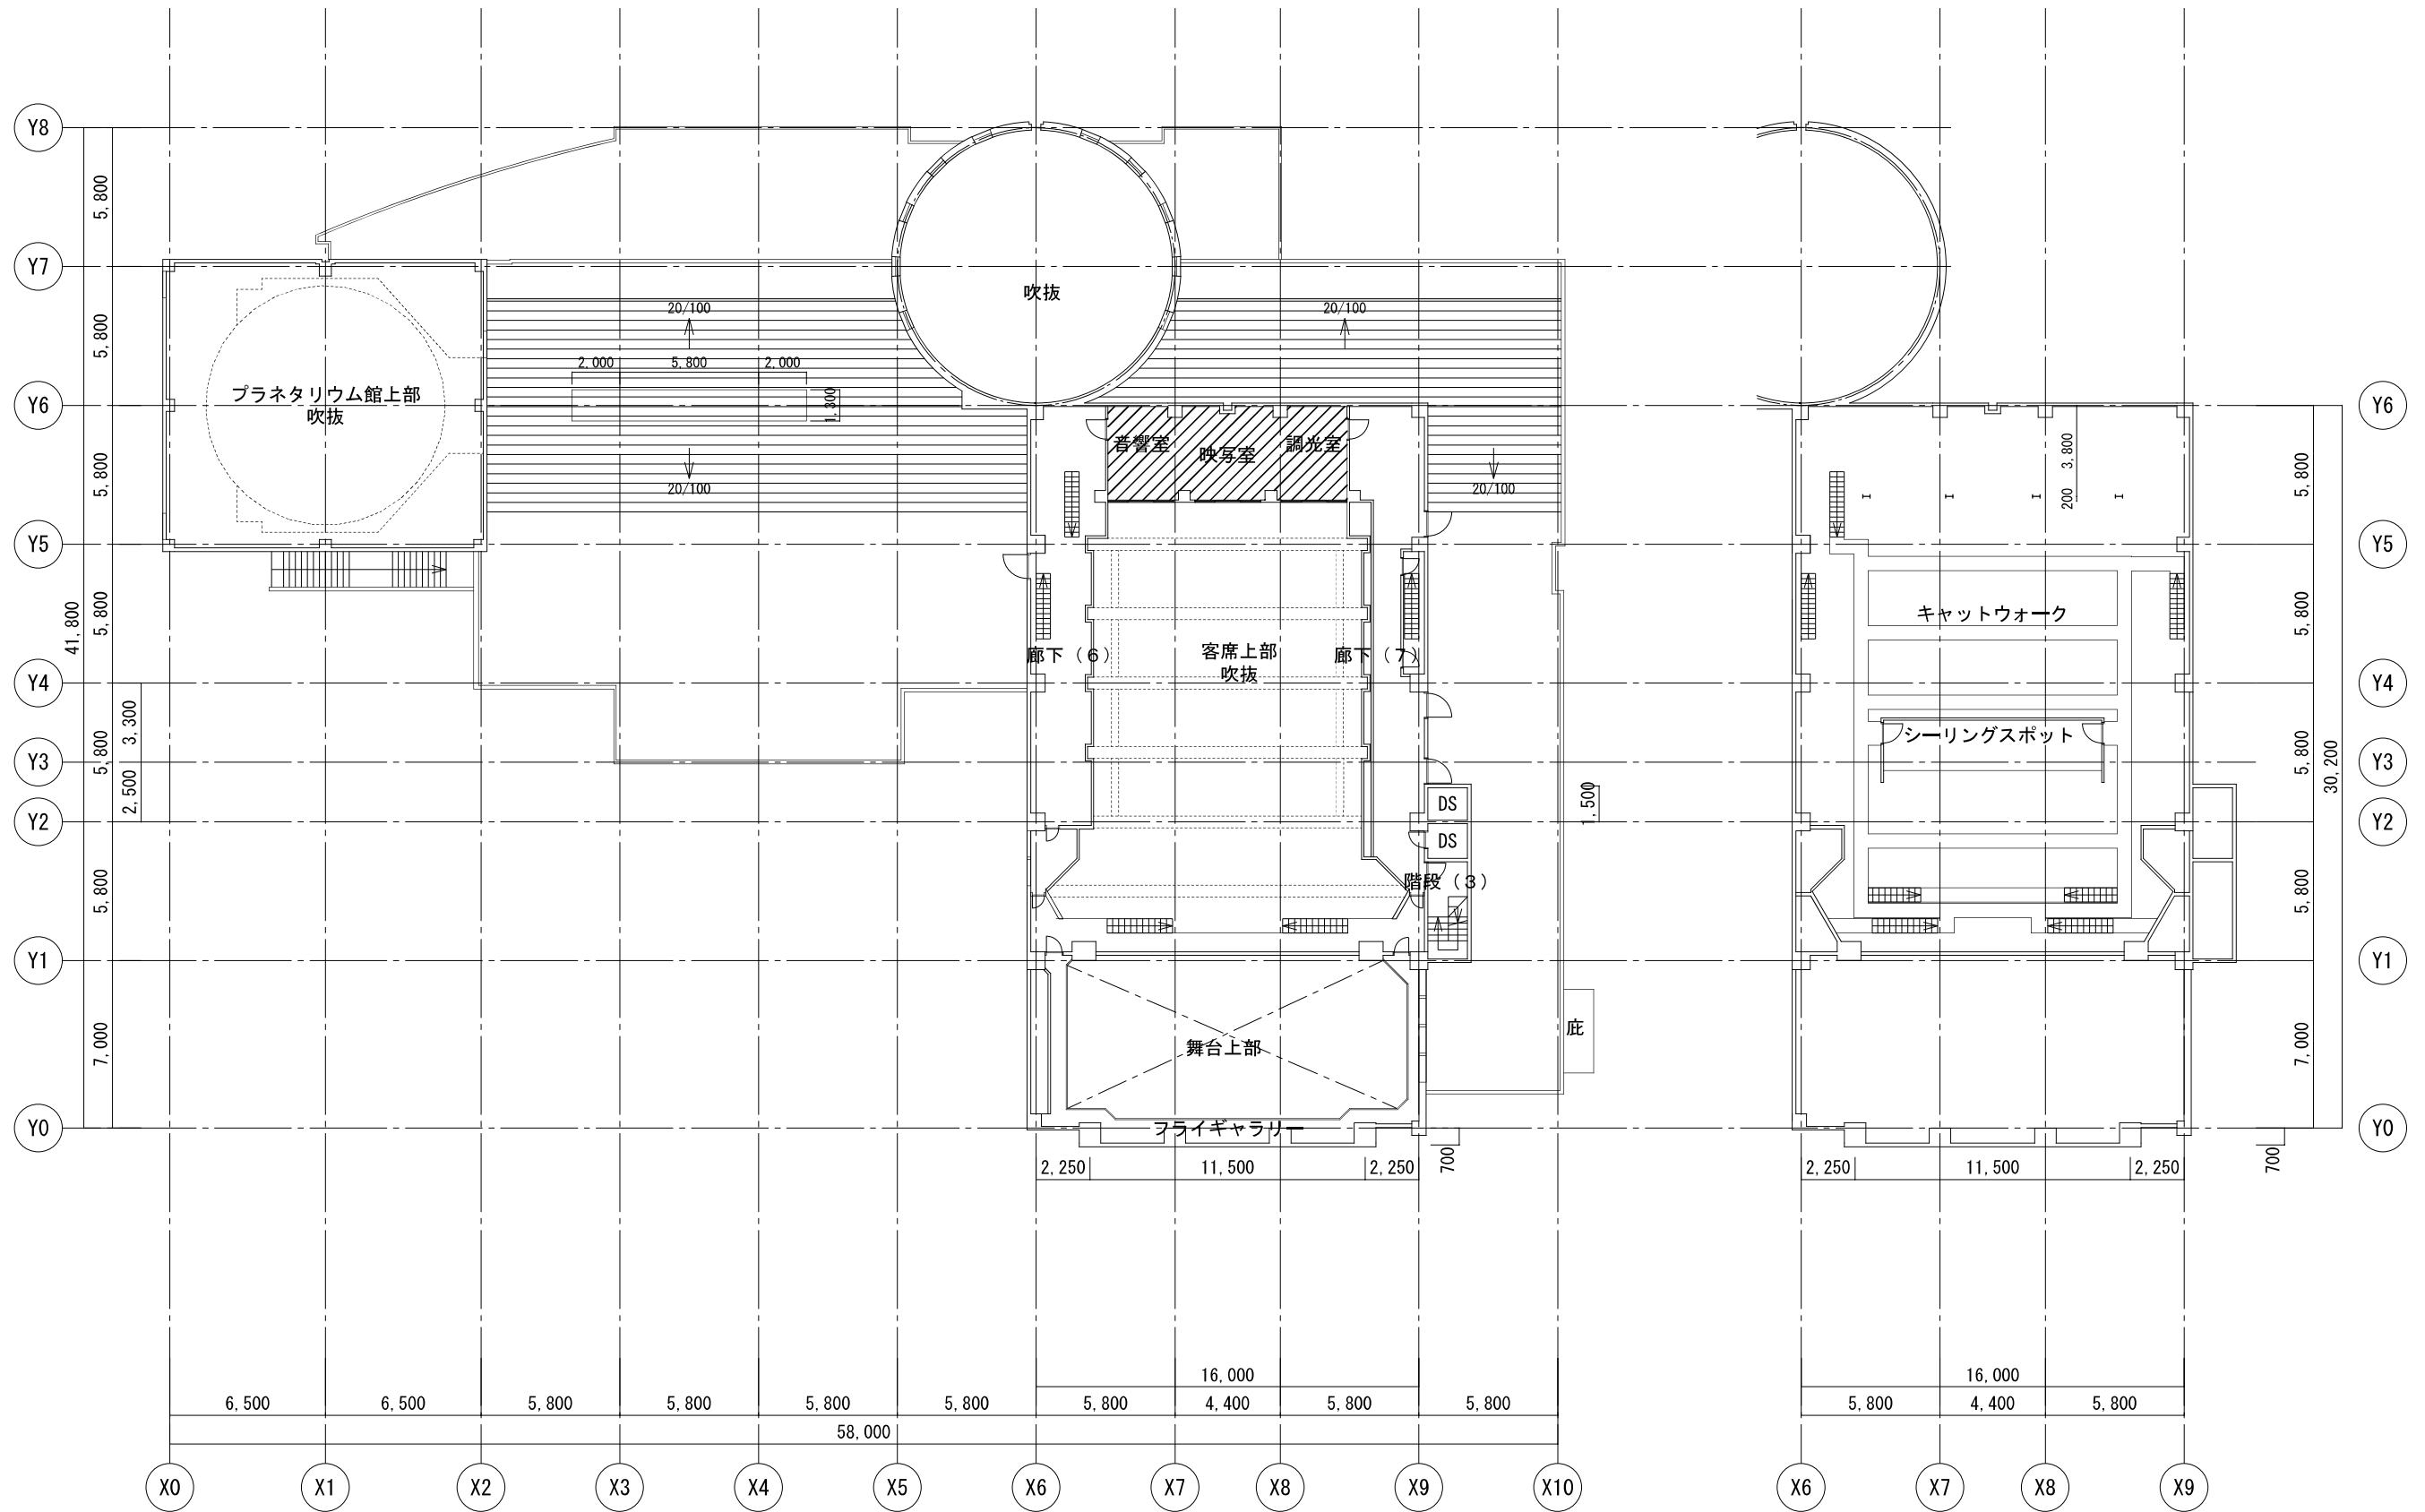 Y8
5,800
Y7
吹抜
20/100
20/100
5,800
2,000
5,800
2,000
プラネタリウム館上部
吹抜
1,300
Y6
Y6
音響室
映写室
調光室
3,800
200
5,800
5,800
20/100
20/100
Y5
Y5
41,800
5,800
キャットウォーク
5,800
廊下（6）
客席上部
吹抜
廊下（7）
Y4
Y4
3,300
5,800
シーリングスポット
5,800
Y3
Y3
30,200
2,500
DS
1,500
Y2
Y2
DS
階段（3）
5,800
5,800
Y1
Y1
7,000
舞台上部
庇
7,000
Y0
フライギャラリー
Y0
2,250
11,500
2,250
700
2,250
11,500
2,250
700
16,000
16,000
6,500
6,500
5,800
5,800
5,800
5,800
5,800
4,400
5,800
5,800
5,800
4,400
5,800
58,000
X0
X1
X2
X3
X4
X5
X6
X7
X8
X9
X10
X6
X7
X8
X9